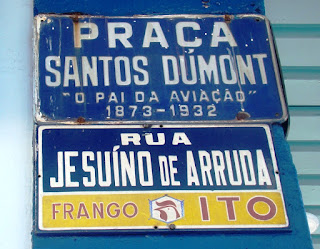 PRAÇA
SANTOS DUMONT
"O PAI DA AVIAÇÃO"
1873-1932
RUA
JESUÍNO DE ARRUDA
FRANGO ITO